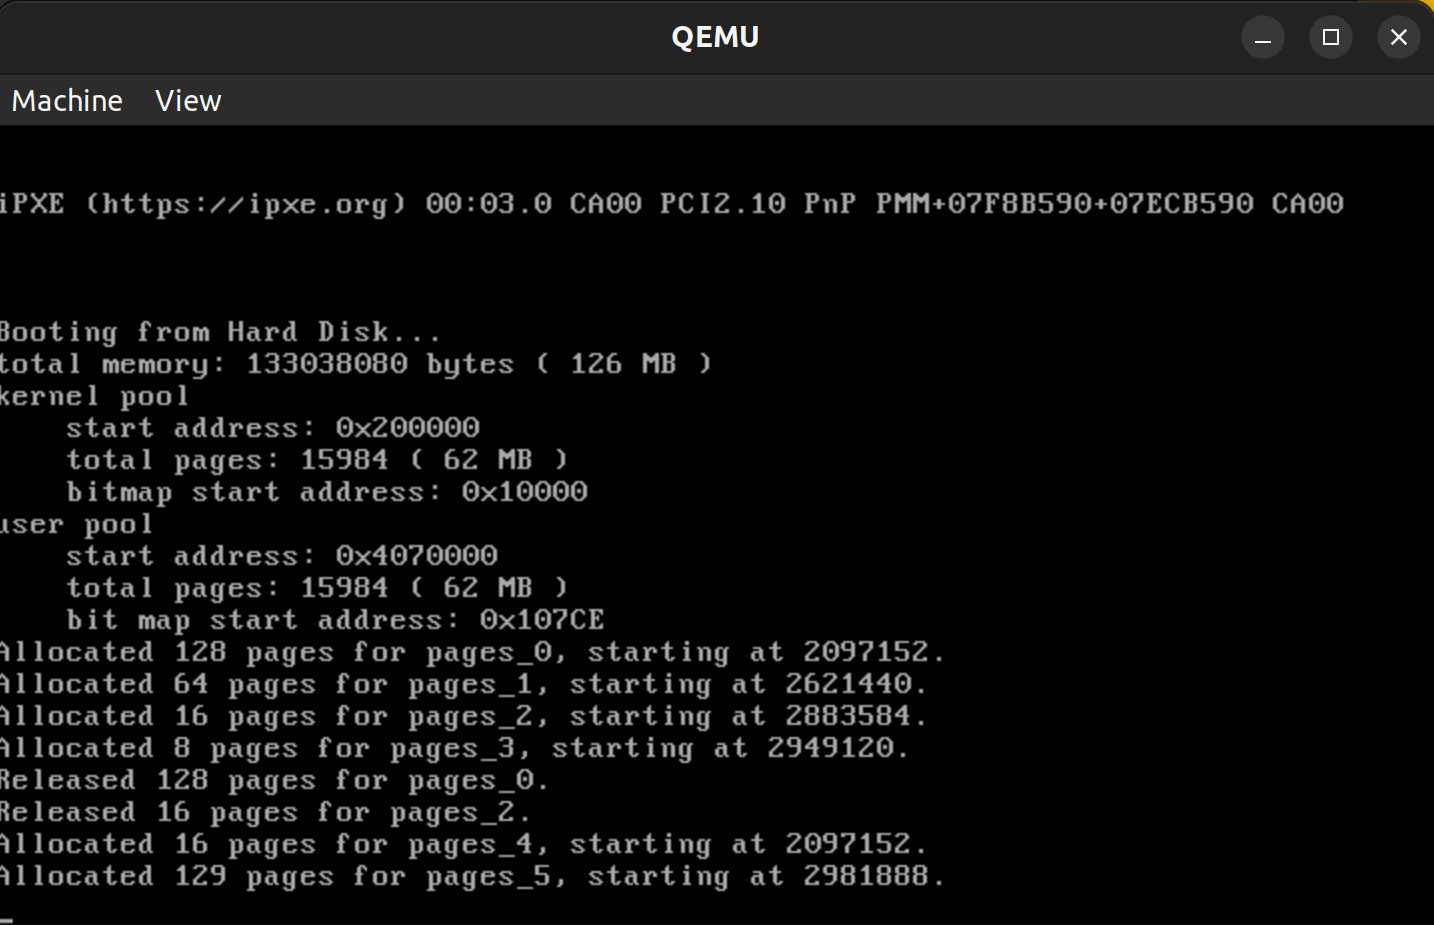 QEMU
Machine View
iPXE (https://ipxe.org) 00:03.0 CA00 PCI2.10 PnP PMM+07F8B590+07ECB590 CA00
Booting from Hard Disk...
total memory: 133038080 bytes ( 126 MB )
kernel pool
    start address: 0x200000
    total pages: 15984 ( 62 MB )
    bitmap start address: 0x10000
user pool
    start address: 0x4070000
    total pages: 15984 ( 62 MB )
    bit map start address: 0x107CE
Allocated 128 pages for pages_0, starting at 2097152.
Allocated 64 pages for pages_1, starting at 2621440.
Allocated 16 pages for pages_2, starting at 2883584.
Allocated 8 pages for pages_3, starting at 2949120.
Released 128 pages for pages_0.
Released 16 pages for pages_2.
Allocated 16 pages for pages_4, starting at 2097152.
Allocated 129 pages for pages_5, starting at 2981888.